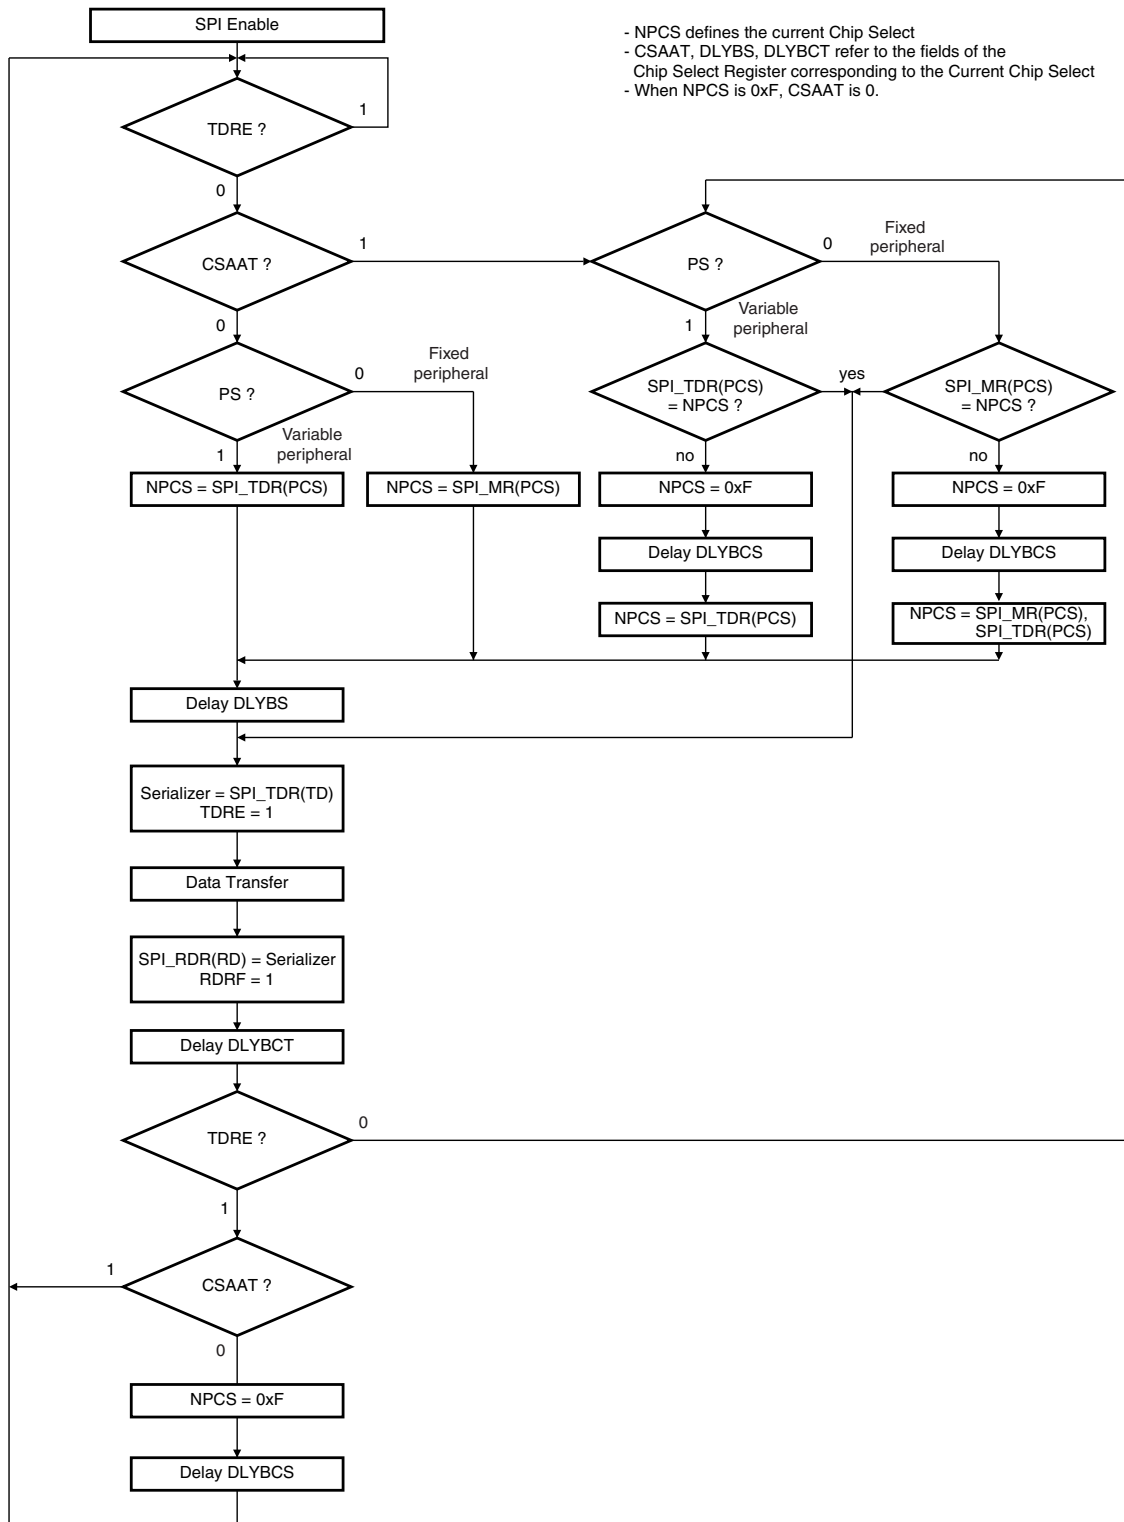 SPI Enable
- NPCS defines the current Chip Select
- CSAAT, DLYBS, DLYBCT refer to the fields of the
Chip Select Register corresponding to the Current Chip Select
- When NPCS is 0xF, CSAAT is 0.
TDRE ?
1
0
CSAAT ?
1
0
PS ?
0
Fixed
peripheral
1
Variable
peripheral
NPCS = SPI_TDR(PCS)
NPCS = SPI_MR(PCS)
PS ?
0
Fixed
peripheral
1
Variable
peripheral
SPI_TDR(PCS)
= NPCS ?
yes
SPI_MR(PCS)
= NPCS ?
no
no
NPCS = 0xF
NPCS = 0xF
Delay DLYBCS
Delay DLYBCS
NPCS = SPI_TDR(PCS)
NPCS = SPI_MR(PCS),
SPI_TDR(PCS)
Delay DLYBS
Serializer = SPI_TDR(TD)
TDRE = 1
Data Transfer
SPI_RDR(RD) = Serializer
RDRF = 1
Delay DLYBCT
TDRE ?
0
1
CSAAT ?
1
0
NPCS = 0xF
Delay DLYBCS